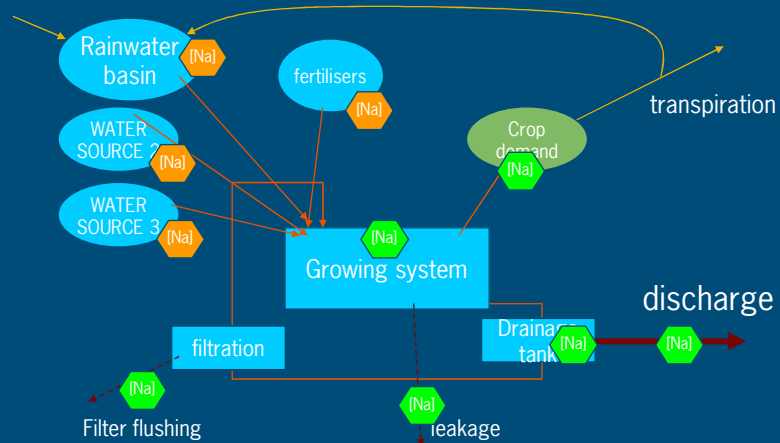 Rainwater
basin
[Na]
fertilisers
[Na]
transpiration
Crop
demand
[Na]
WATER
SOURCE 2
[Na]
WATER
SOURCE 3
[Na]
[Na]
Growing system
discharge
filtration
Drainage
tank
[Na]
[Na]
[Na]
Filter flushing
[Na]
leakage